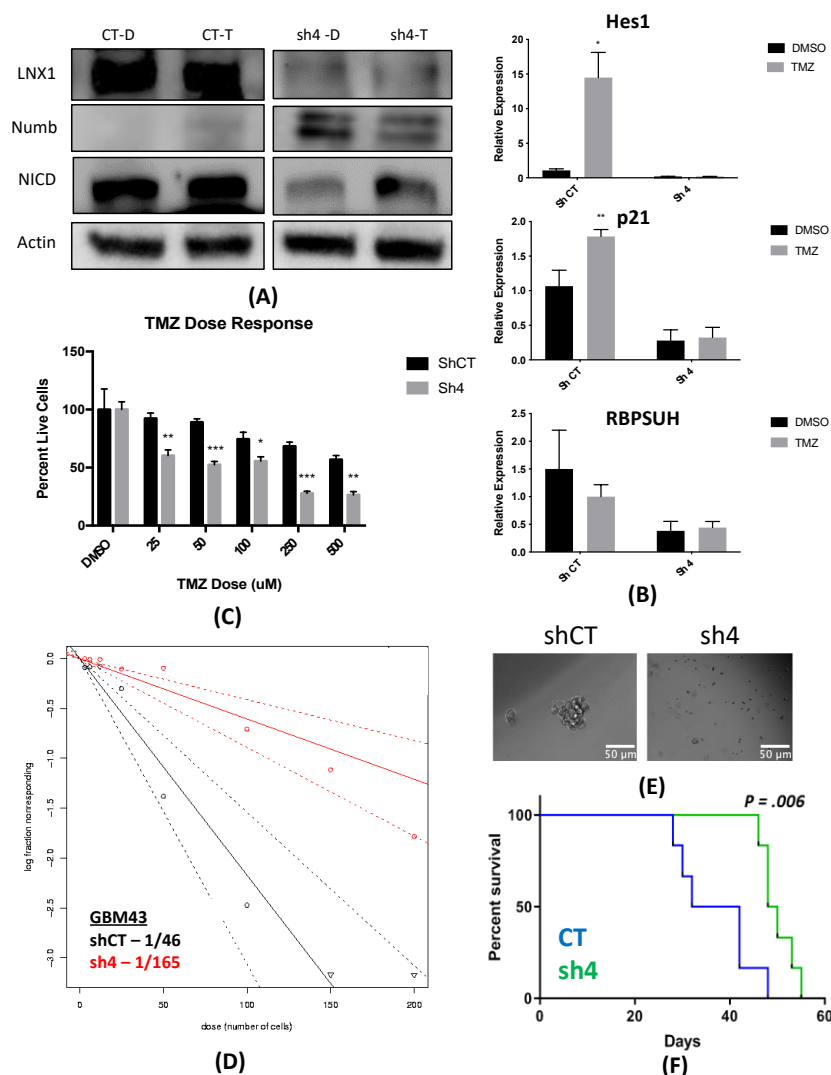 CT-D CT-T sh4 -D sh4-T
LNX1
Numb
NICD
Actin
(A)
Hes1
Relative Expression
20
15
10
5
0
*
DMSO
TMZ
Sh CT
Sh 4
p21
Relative Expression
2.0
1.5
1.0
0.5
0.0
**
DMSO
TMZ
Sh CT
Sh 4
RBPSUH
Relative Expression
2.5
2.0
1.5
1.0
0.5
0.0
DMSO
TMZ
Sh CT
Sh 4
(B)
TMZ Dose Response
Percent Live Cells
150
100
50
0
** *** * *** **
ShCT
Sh4
DMSO 25 50 100 250 500
TMZ Dose (uM)
(C)
log fraction nonresponding
0.0
-0.5
-1.0
-1.5
-2.0
-2.5
-3.0
GBM43
shCT – 1/46
sh4 – 1/165
0 50 100 150 200
dose (number of cells)
(D)
shCT sh4
50 μm 50 μm
(E)
P = .006
Percent survival
100
50
0
CT
sh4
0 20 40 60
Days
(F)